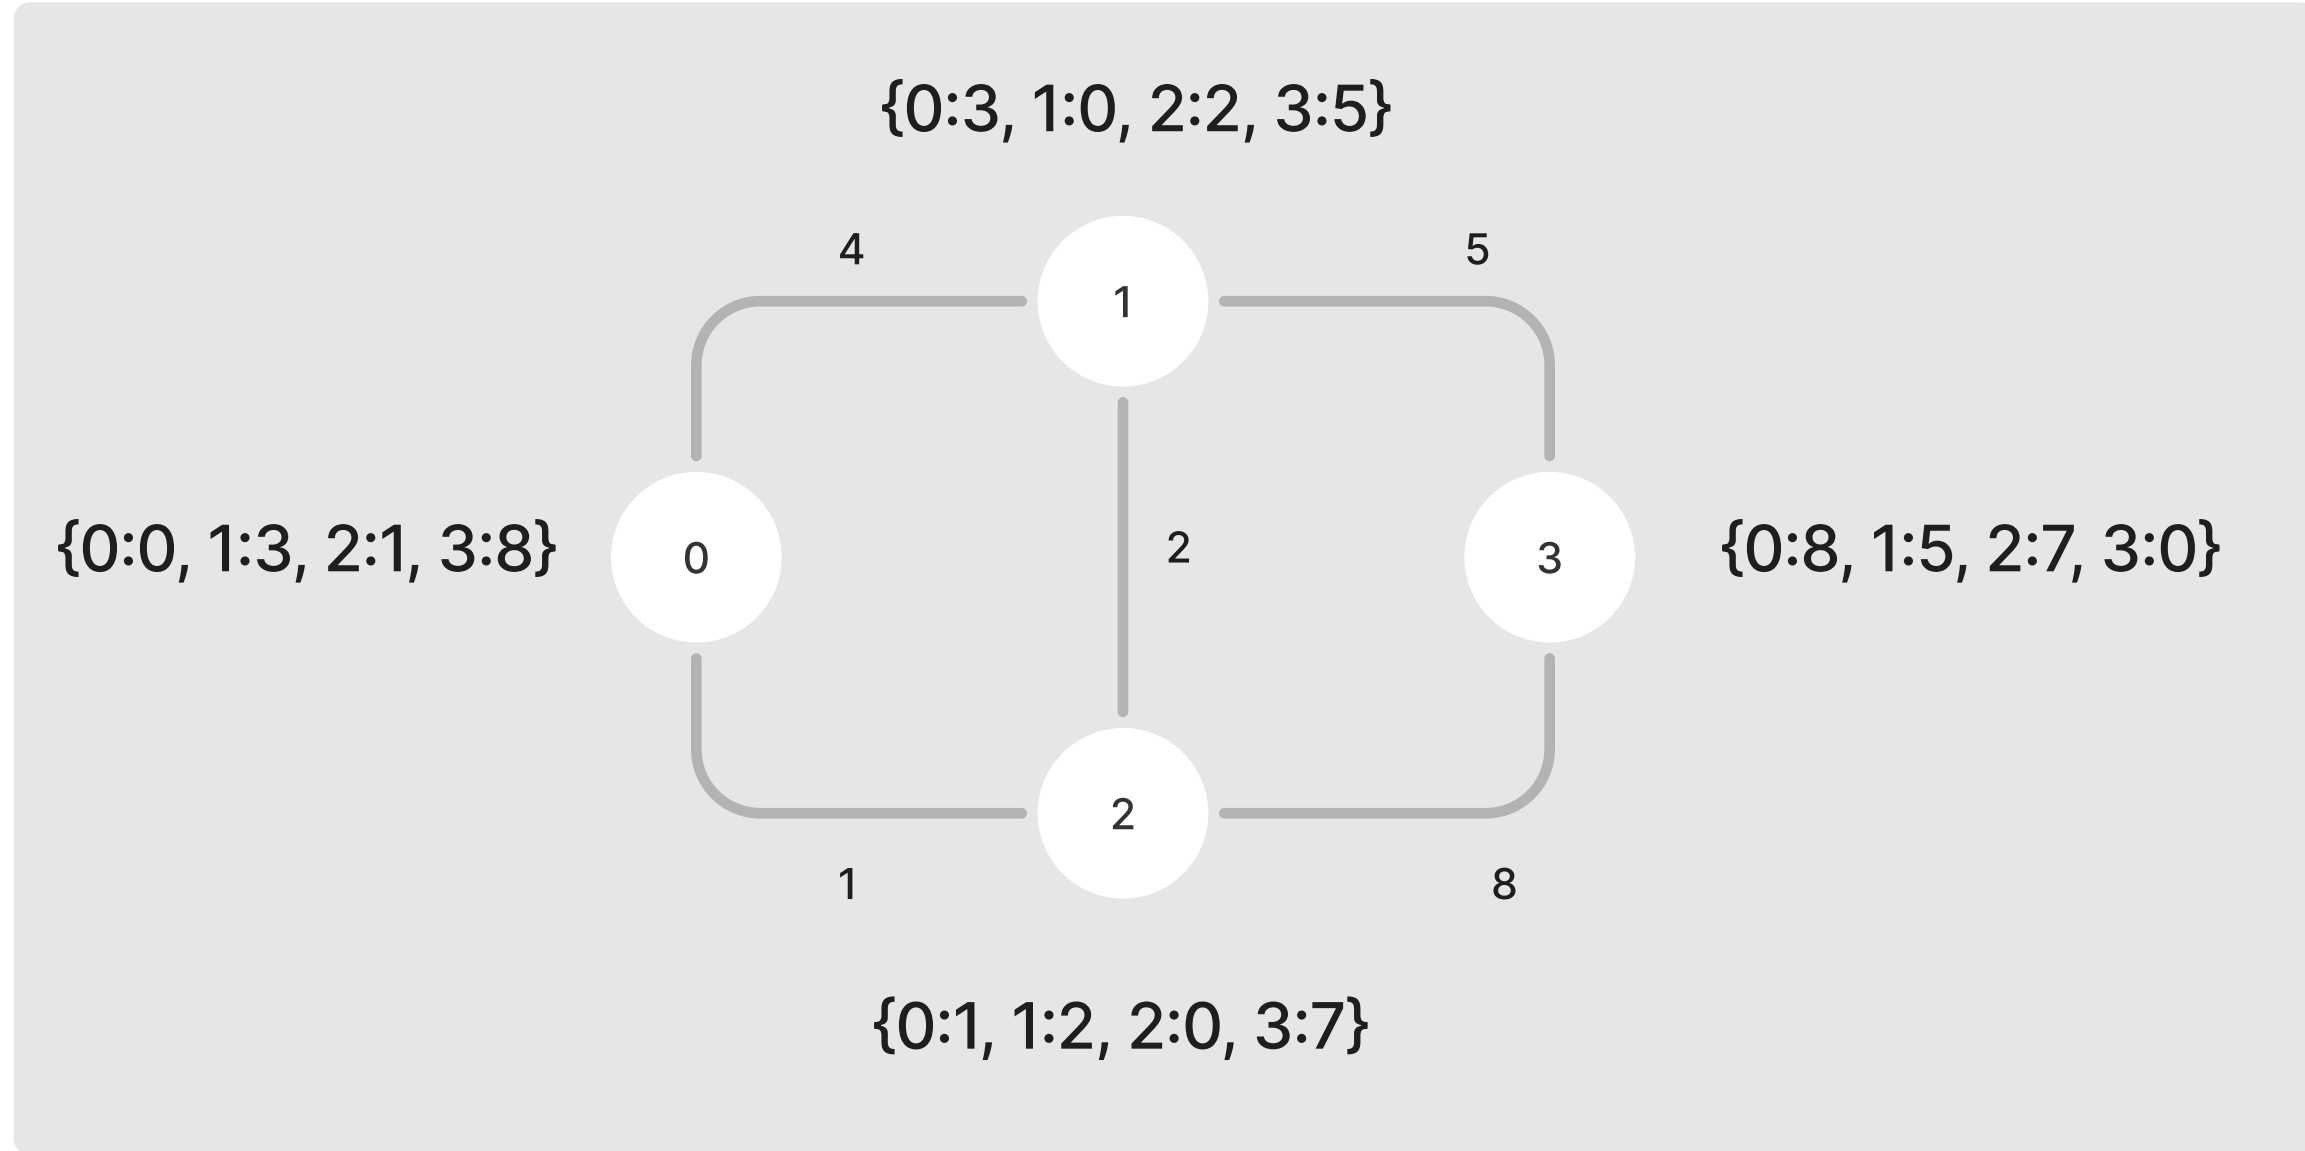 {0:3, 1:0, 2:2, 3:5}
4
5
1
{0:0, 1:3, 2:1, 3:8}
0
2
3
{0:8, 1:5, 2:7, 3:0}
2
1
8
{0:1, 1:2, 2:0, 3:7}